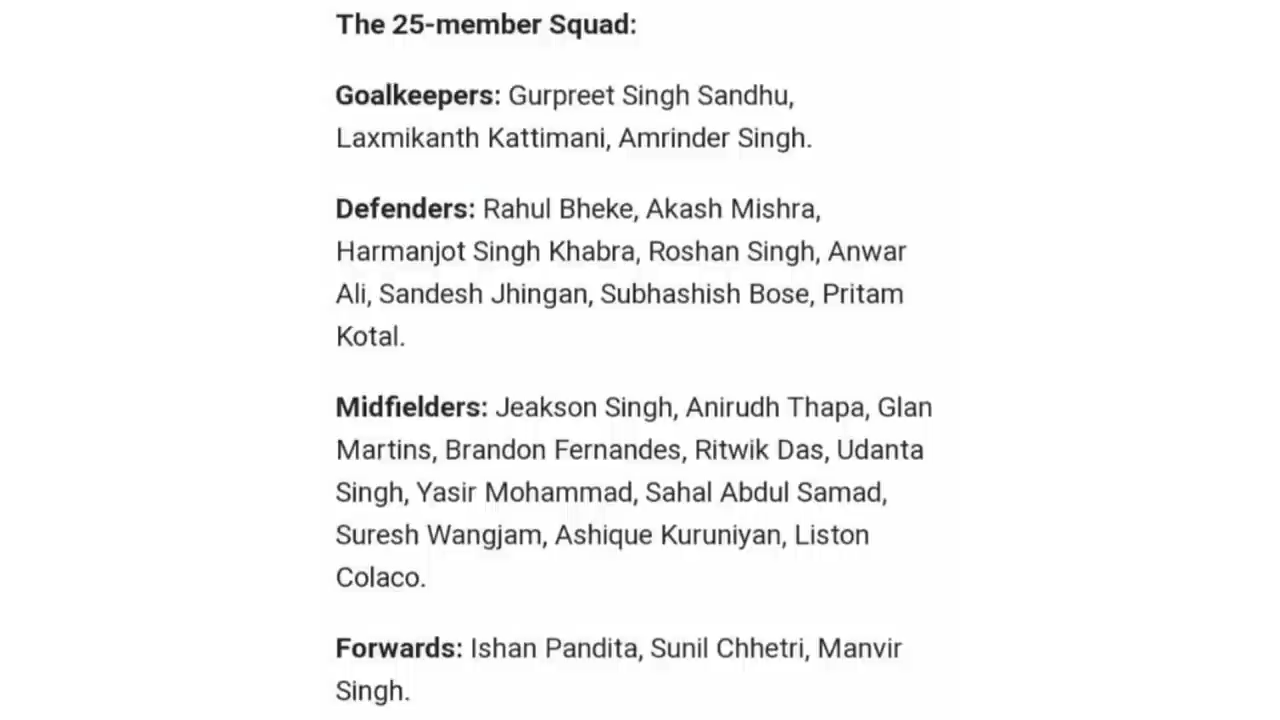 The 25-member Squad:
Goalkeepers: Gurpreet Singh Sandhu,
Laxmikanth Kattimani, Amrinder Singh.
Defenders: Rahul Bheke, Akash Mishra,
Harmanjot Singh Khabra, Roshan Singh, Anwar
Ali, Sandesh Jhingan, Subhashish Bose, Pritam
Kotal.
Midfielders: Jeakson Singh, Anirudh Thapa, Glan
Martins, Brandon Fernandes, Ritwik Das, Udanta
Singh, Yasir Mohammad, Sahal Abdul Samad,
Suresh Wangjam, Ashique Kuruniyan, Liston
Colaco.
Forwards: Ishan Pandita, Sunil Chhetri, Manvir
Singh.